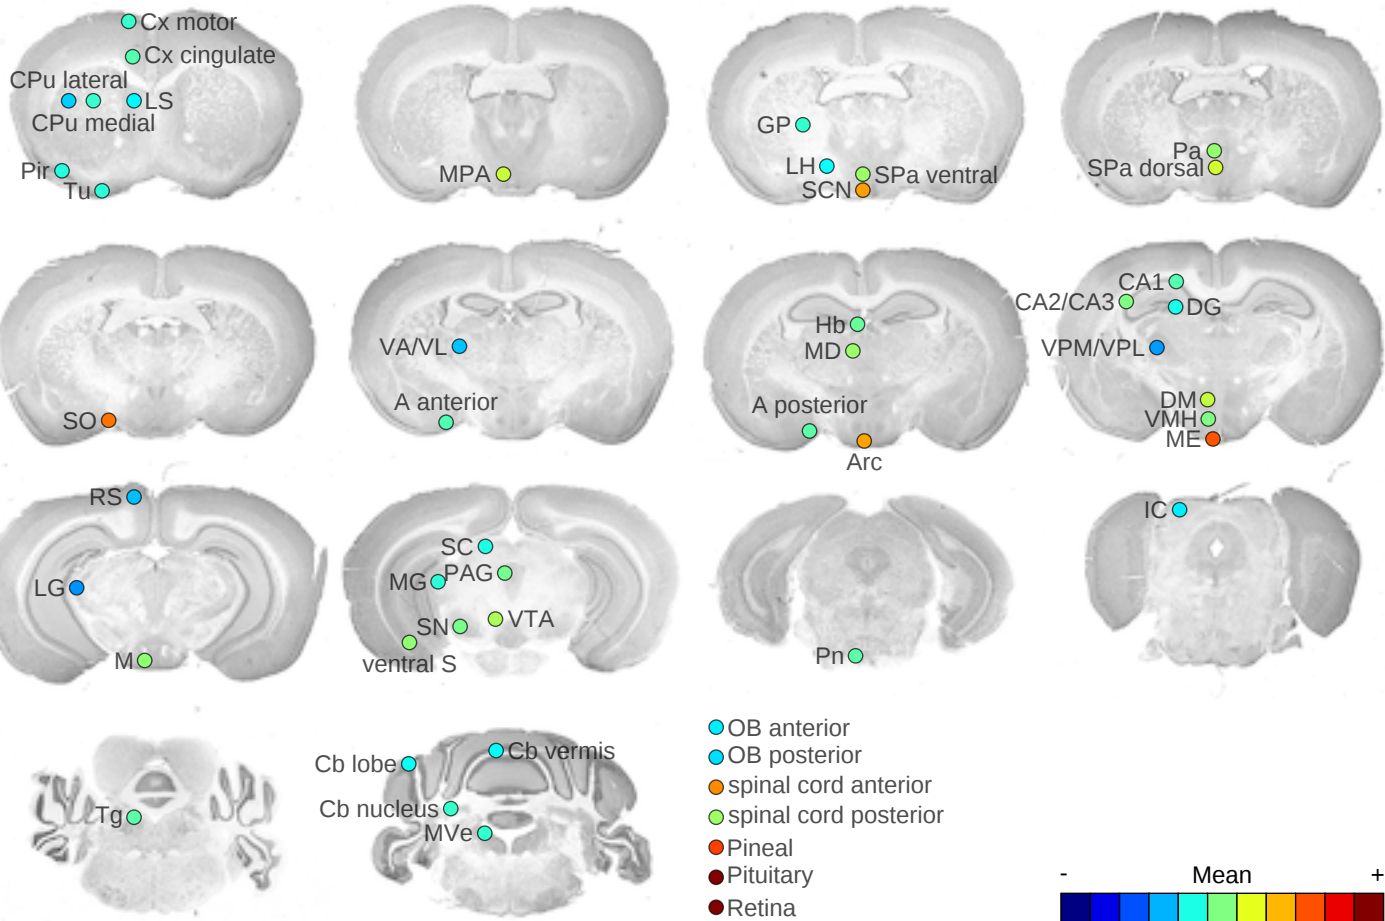 Cx motor
Cx cingulate
CPu lateral
LS
CPu medial
Pir
Tu
MPA
GP
LH
SPa ventral
SCN
Pa
SPa dorsal
SO
VA/VL
A anterior
Hb
MD
A posterior
Arc
CA1
CA2/CA3
DG
VPM/VPL
DM
VMH
ME
RS
LG
M
SC
MG
PAG
SN
VTA
ventral S
Pn
IC
Tg
Cb lobe
Cb vermis
Cb nucleus
MVe
OB anterior
OB posterior
spinal cord anterior
spinal cord posterior
Pineal
Pituitary
Retina
- Mean +